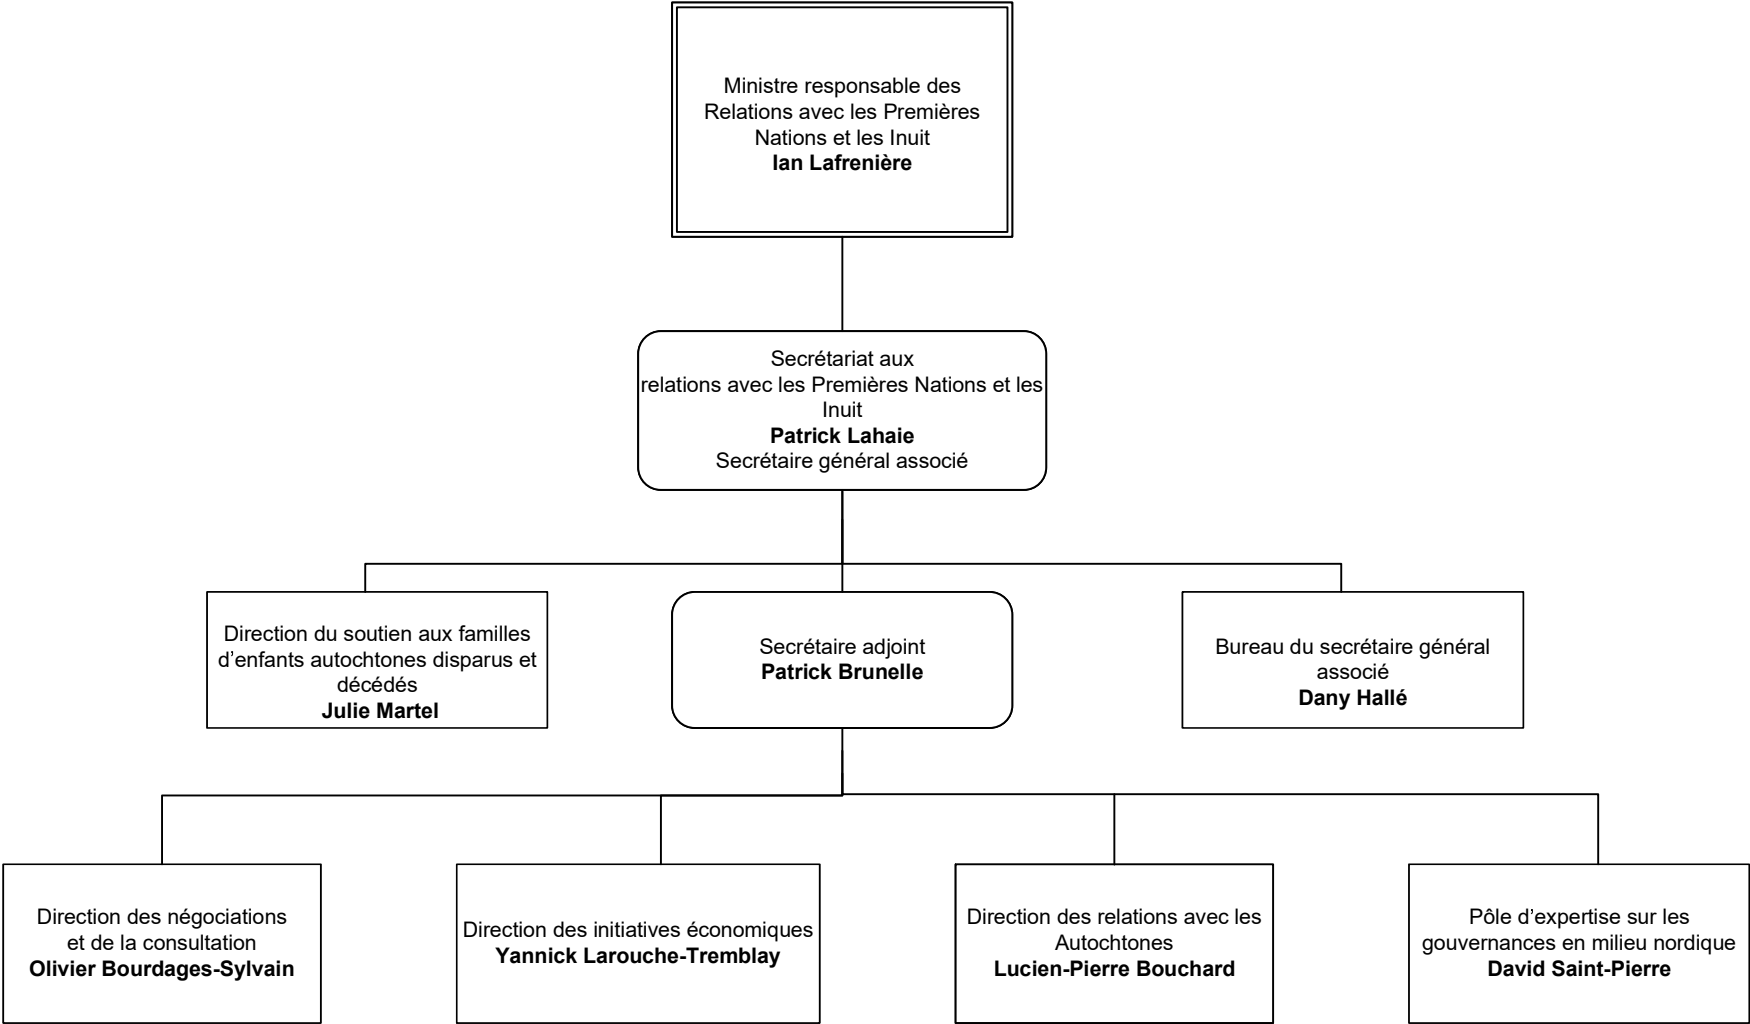 Ministre responsable des
Relations avec les Premières
Nations et les Inuit
Ian Lafrenière
Secrétariat aux
relations avec les Premières Nations et les
Inuit
Patrick Lahaie
Secrétaire général associé
Direction du soutien aux familles
d’enfants autochtones disparus et
décédés
Julie Martel
Secrétaire adjoint
Patrick Brunelle
Bureau du secrétaire général
associé
Dany Hallé
Direction des négociations
et de la consultation
Olivier Bourdages-Sylvain
Direction des initiatives économiques
Yannick Larouche-Tremblay
Direction des relations avec les
Autochtones
Lucien-Pierre Bouchard
Pôle d’expertise sur les
gouvernances en milieu nordique
David Saint-Pierre